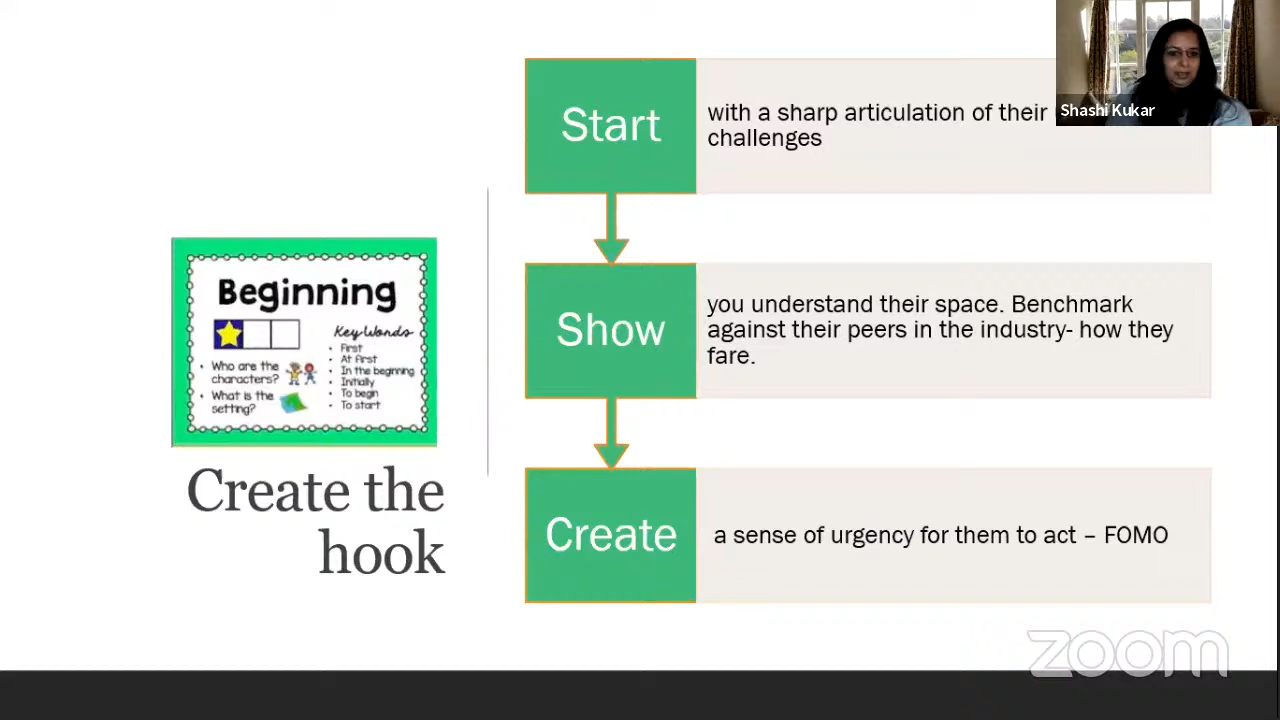 Shashi Kukar
Start
with a sharp articulation of their
challenges
Show
you understand their space. Benchmark
against their peers in the industry- how they
fare.
Create
a sense of urgency for them to act – FOMO
Beginning
Key Words
• First
• At first
• In the beginning
• Initially
• To begin
• To start
• Who are the
characters?
• What is the
setting?
Create the
hook
zoom